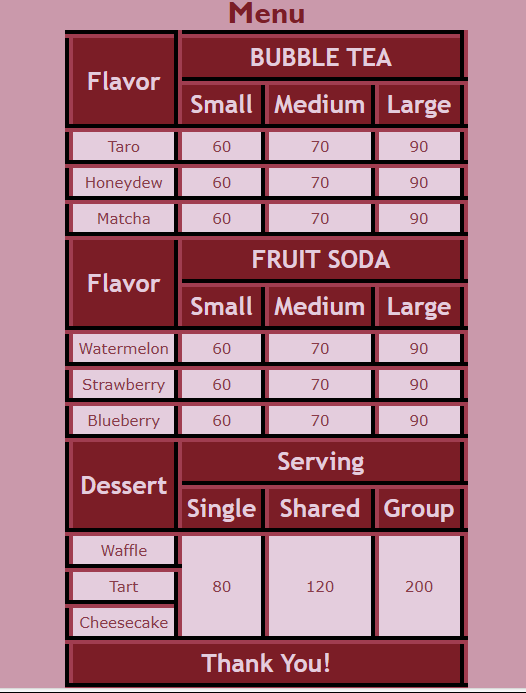 Menu
Flavor BUBBLE TEA
Small Medium Large
Taro 60 70 90
Honeydew 60 70 90
Matcha 60 70 90
Flavor FRUIT SODA
Small Medium Large
Watermelon 60 70 90
Strawberry 60 70 90
Blueberry 60 70 90
Dessert Serving
Single Shared Group
Waffle
Tart 80 120 200
Cheesecake
Thank You!